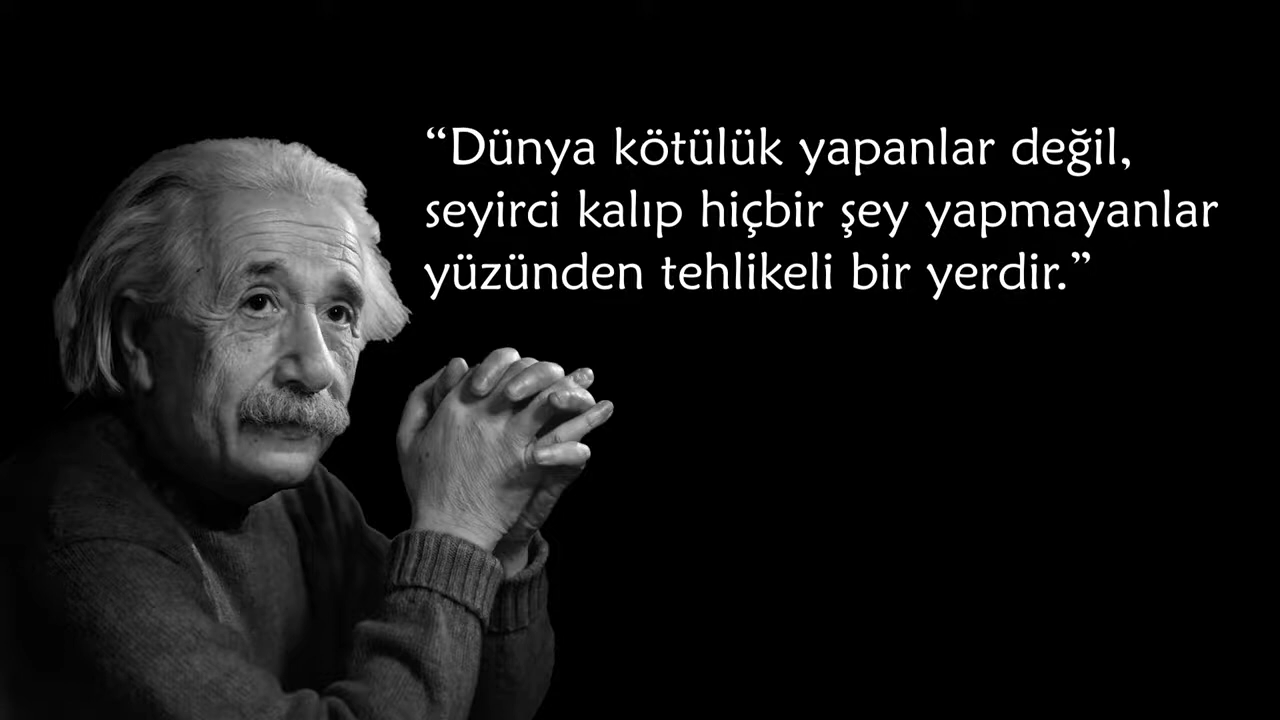 “Dünya kötülük yapanlar değil,
seyirci kalıp hiçbir şey yapmayanlar
yüzünden tehlikeli bir yerdir.”